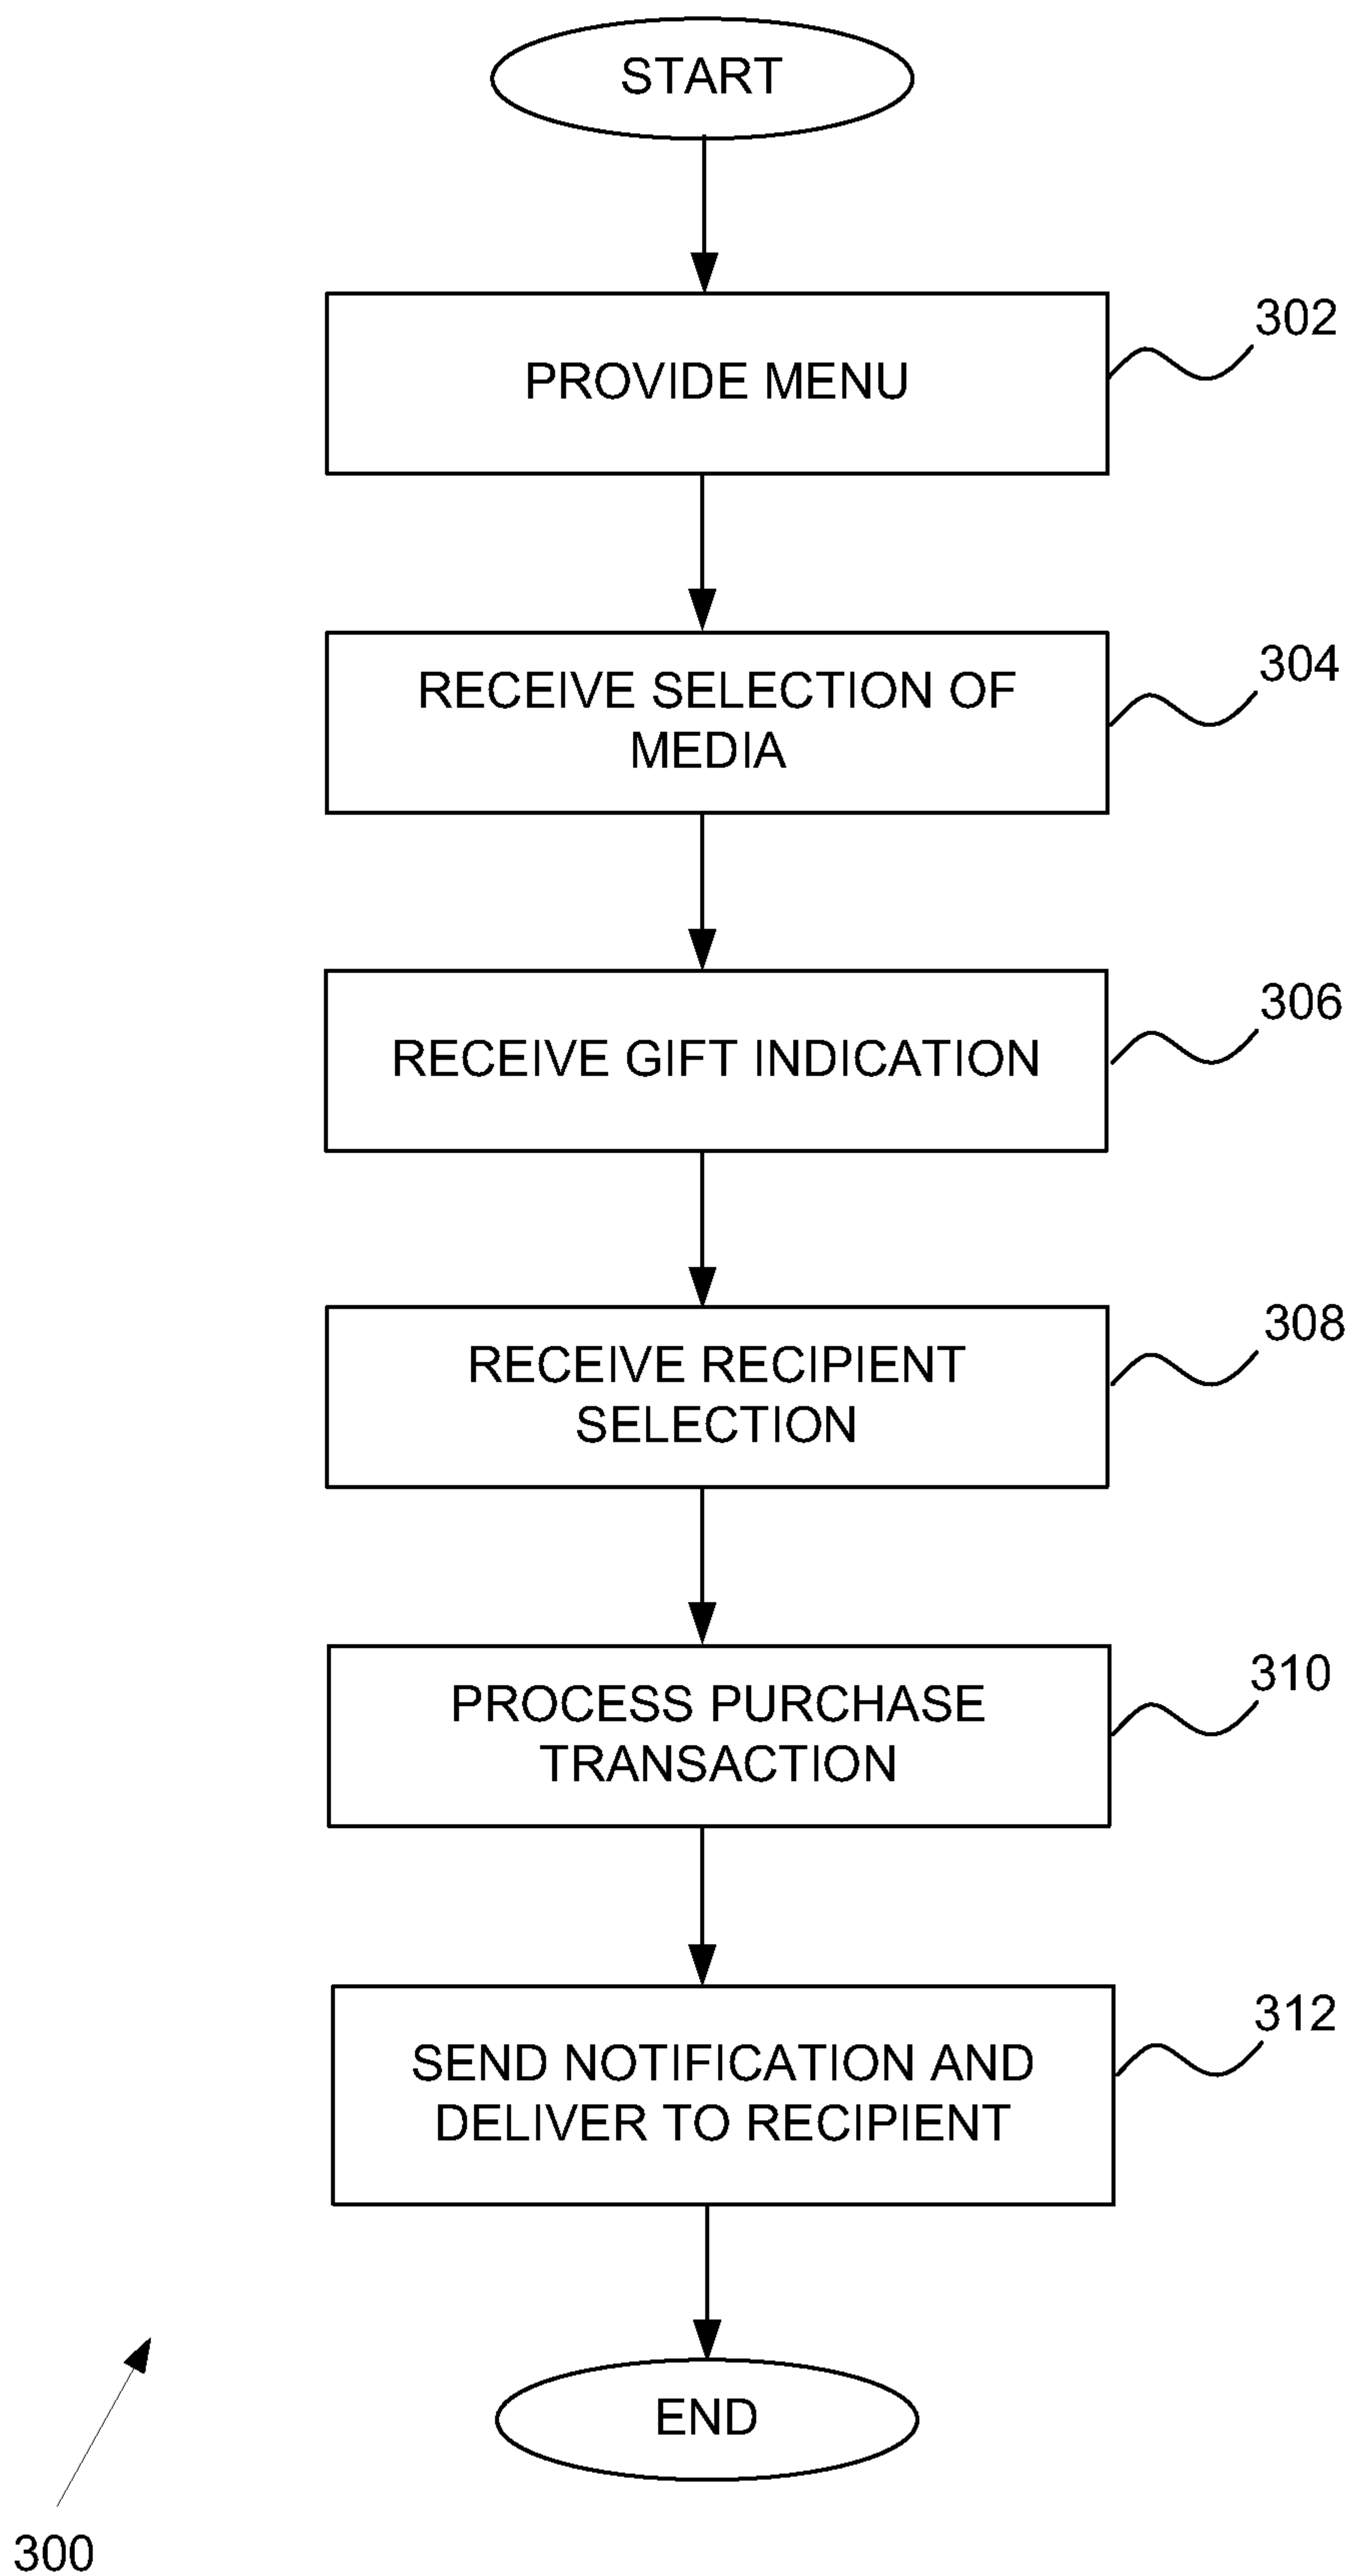 START
302
PROVIDE MENU
304
RECEIVE SELECTION OF
MEDIA
306
RECEIVE GIFT INDICATION
308
RECEIVE RECIPIENT
SELECTION
310
PROCESS PURCHASE
TRANSACTION
312
SEND NOTIFICATION AND
DELIVER TO RECIPIENT
END
300